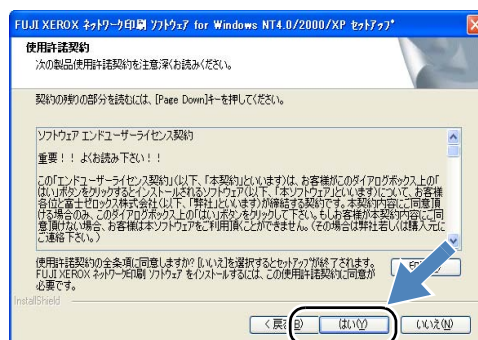 FUJI XEROX ネットワーク印刷 ソフトウェア for Windows NT4.0/2000/XP セットアップ
使用許諾契約
次の製品使用許諾契約を注意深くお読みください。
契約の残りの部分を読むには、[Page Down]キーを押してください。
ソフトウェア エンドユーザーライセンス契約
重要！！ よくお読み下さい！！
この「エンドユーザーライセンス契約」(以下、「本契約」といいます)は、お客様がこのダイアログボックス上の「
はい」ボタンをクリックするとインストールされるソフトウェア(以下、「本ソフトウェア」といいます)について、お客様
各位と富士ゼロックス株式会社(以下、「弊社」といいます)が締結する契約です。本契約内容にご同意頂
ける場合のみ、このダイアログボックス上の「はい」ボタンをクリックして下さい。もしお客様が本契約内容にご同
意頂けない場合、お客様は本ソフトウェアをご利用頂くことができません。(その場合は弊社若しくは購入元に
ご連絡下さい。)
使用許諾契約の全条項に同意しますか? [いいえ]を選択するとセットアップが終了されます。
FUJI XEROX ネットワーク印刷 ソフトウェア をインストールするには、この使用許諾契約に同意が
必要です。
InstallShield
< 戻る(B)
はい(Y)
いいえ(N)